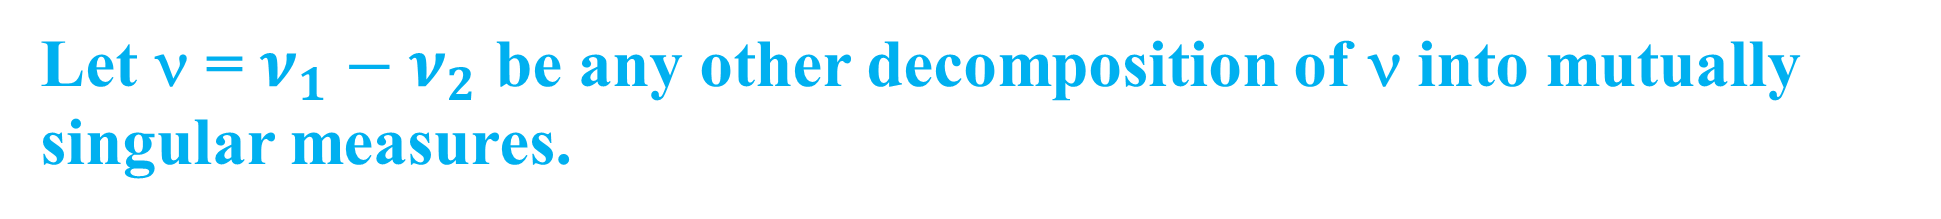 Let ν = ν₁ − ν₂ be any other decomposition of ν into mutually
singular measures.